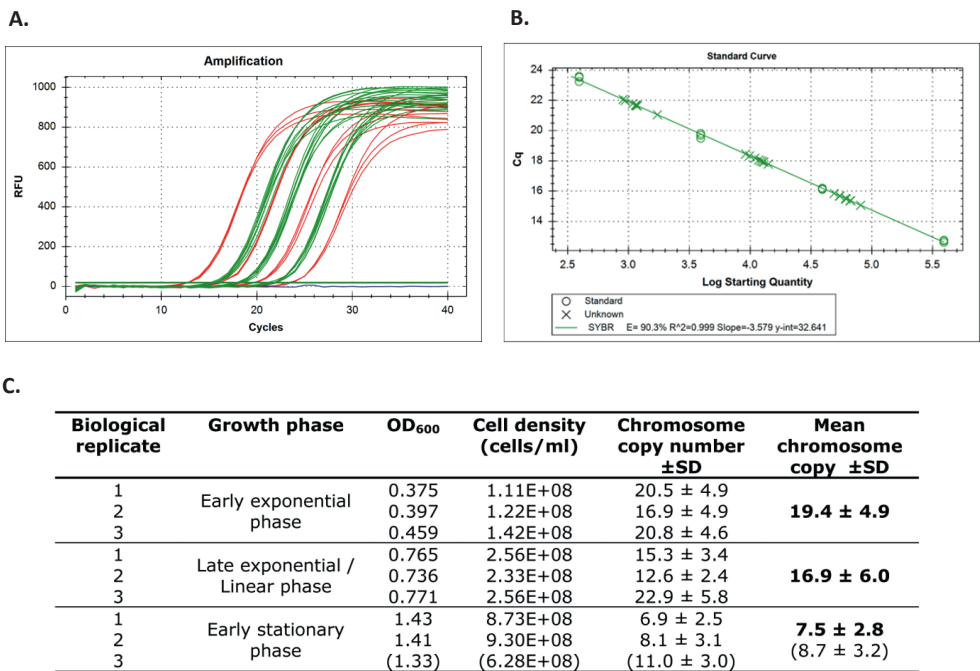 A.
Amplification
1000
800
600
400
200
0
RFU
0 10 20 30 40
Cycles
B.
Standard Curve
24
22
20
18
16
14
Cq
2.5 3.0 3.5 4.0 4.5 5.0 5.5
Log Starting Quantity
Standard
Unknown
SYBR E= 90.3% R^2=0.999 Slope=-3.579 y-int=32.641
C.
Biological replicate Growth phase OD600 Cell density (cells/ml) Chromosome copy number ±SD Mean chromosome copy ±SD
1 Early exponential phase 0.375 1.11E+08 20.5 ± 4.9 19.4 ± 4.9
2 0.397 1.22E+08 16.9 ± 4.9
3 0.459 1.42E+08 20.8 ± 4.6
1 Late exponential / Linear phase 0.765 2.56E+08 15.3 ± 3.4 16.9 ± 6.0
2 0.736 2.33E+08 12.6 ± 2.4
3 0.771 2.56E+08 22.9 ± 5.8
1 Early stationary phase 1.43 8.73E+08 6.9 ± 2.5 7.5 ± 2.8
2 1.41 9.30E+08 8.1 ± 3.1 (8.7 ± 3.2)
3 (1.33) (6.28E+08) (11.0 ± 3.0)